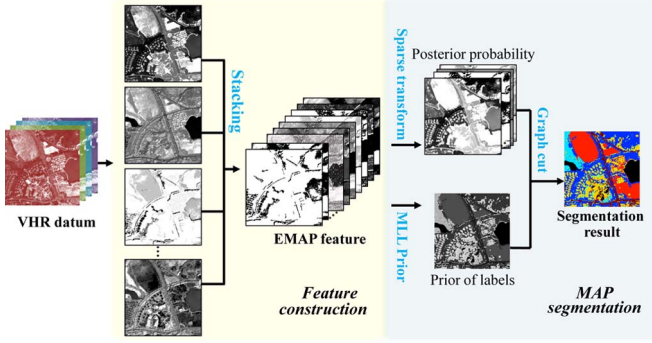 VHR datum
Stacking
EMAP feature
Feature
construction
Sparse transform
MLL Prior
Posterior probability
Prior of labels
Graph cut
Segmentation
result
MAP
segmentation